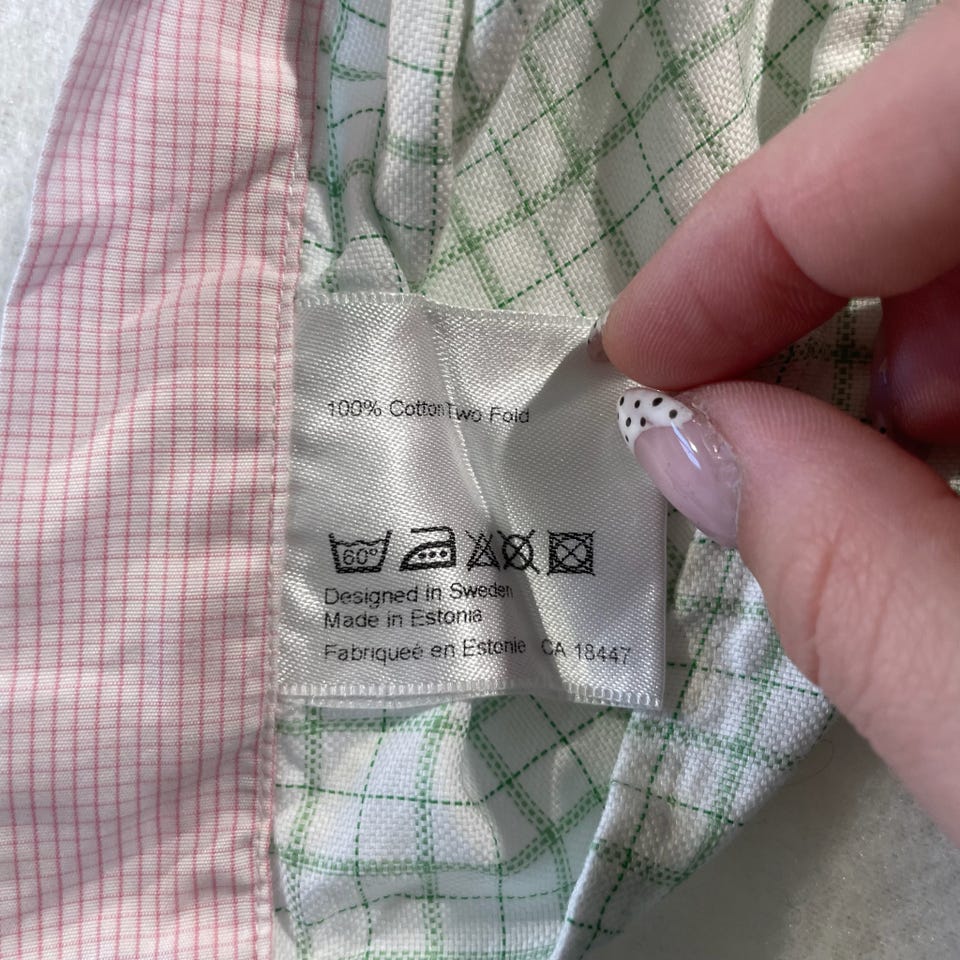 100% Cotton Two Fold
60°
Designed in Sweden
Made in Estonia
Fabriqueé en Estonie CA 18447